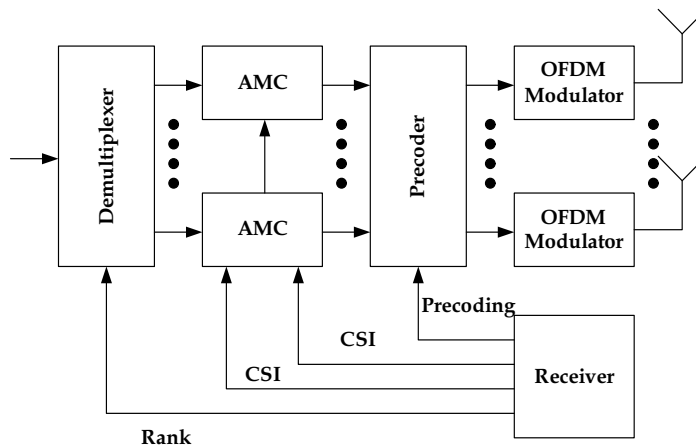 Demultiplexer
AMC
AMC
Precoder
OFDM
Modulator
OFDM
Modulator
Precoding
CSI
CSI
Rank
Receiver